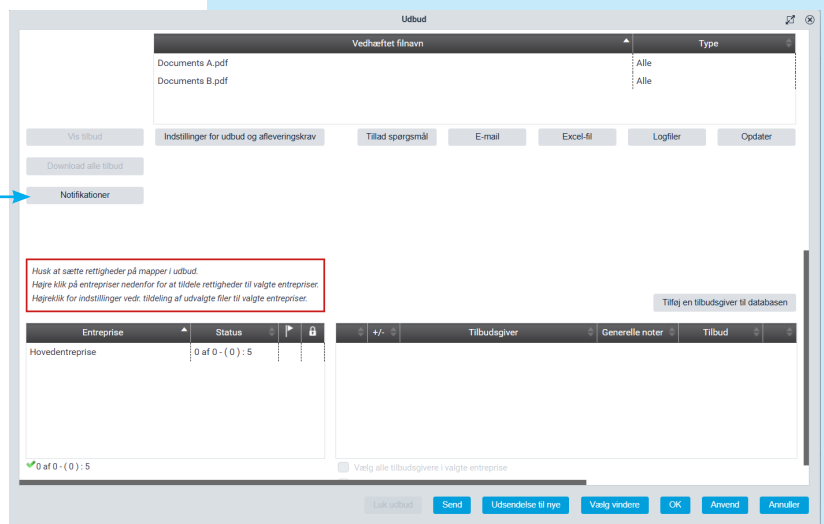 Udbud
Vedhæftet filnavn Type
Documents A.pdf Alle
Documents B.pdf Alle
Vis tilbud Indstillinger for udbud og afleveringskrav Tillad spørgsmål E-mail Excel-fil Logfiler Opdater
Download alle tilbud
Notifikationer
Husk at sætte rettigheder på mapper i udbud.
Højre klik på entrepriser nedenfor for at tildele rettigheder til valgte entrepriser.
Højreklik for indstillinger vedr. tildeling af udvalgte filer til valgte entrepriser.
Tilføj en tilbudsgiver til databasen
Entreprise Status +/- Tilbudsgiver Generelle noter Tilbud
Hovedentreprise 0 af 0 - ( 0 ) : 5
0 af 0 - ( 0 ) : 5
Vælg alle tilbudsgivere i valgte entreprise
Luk udbud Send Udsendelse til nye Vælg vindere OK Anvend Annuller